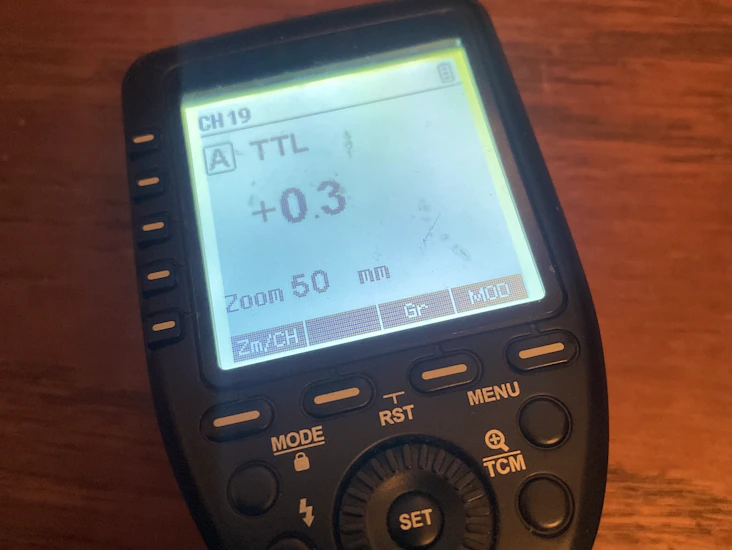 CH 19
A TTL
+0.3
Zoom 50 mm
Zm/CH Gr MOD
RST MENU
MODE
TCM
SET